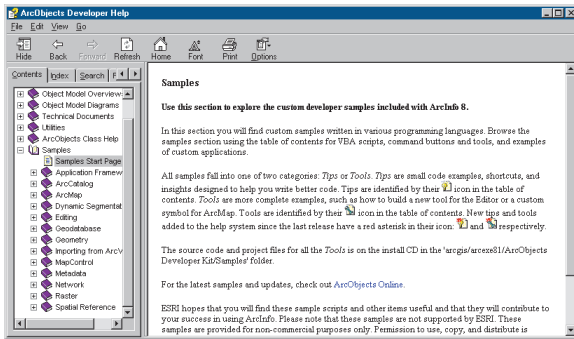 ArcObjects Developer Help
File Edit View Go
Hide Back Forward Refresh Home Font Print Options
Contents Index Search F
Object Model Overview
Object Model Diagrams
Technical Documents
Utilities
ArcObjects Class Help
Samples
Samples Start Page
Application Framew
ArcCatalog
ArcMap
Dynamic Segmentat
Editing
Geodatabase
Geometry
Importing from ArcV
MapControl
Metadata
Network
Raster
Spatial Reference
Samples
Use this section to explore the custom developer samples included with ArcInfo 8.
In this section you will find custom samples written in various programming languages. Browse the
samples section using the table of contents for VBA scripts, command buttons and tools, and examples
of custom applications.
All samples fall into one of two categories: Tips or Tools. Tips are small code examples, shortcuts, and
insights designed to help you write better code. Tips are identified by their icon in the table of
contents. Tools are more complete examples, such as how to build a new tool for the Editor or a custom
symbol for ArcMap. Tools are identified by their icon in the table of contents. New tips and tools
added to the help system since the last release have a red asterisk in their icon: and respectively.
The source code and project files for all the Tools is on the install CD in the 'arcgis/arcexe81/ArcObjects
Developer Kit/Samples' folder.
For the latest samples and updates, check out ArcObjects Online.
ESRI hopes that you will find these sample scripts and other items useful and that they will contribute to
your success in using ArcInfo. Please note that these samples are not supported by ESRI. These
samples are provided for non-commercial purposes only. Permission to use, copy, and distribute is